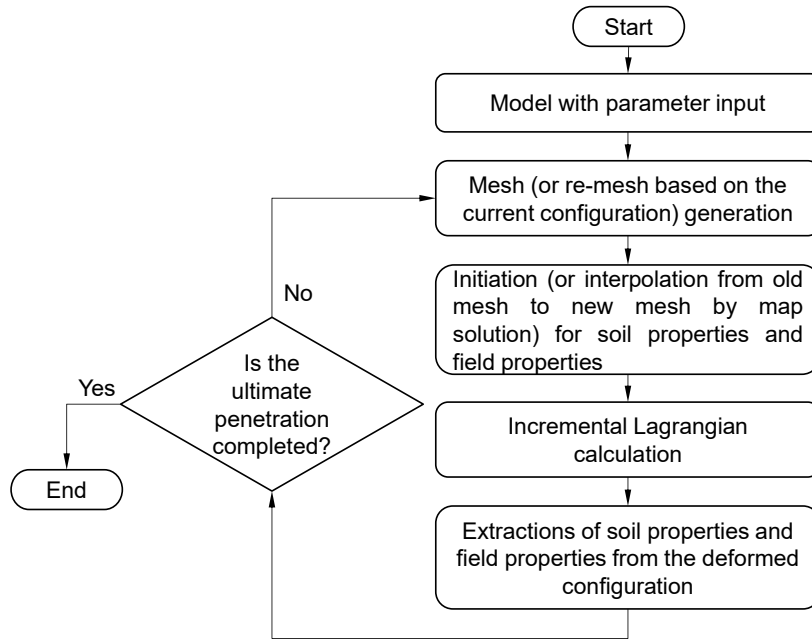 Start
Model with parameter input
Mesh (or re-mesh based on the
current configuration) generation
Initiation (or interpolation from old
mesh to new mesh by map
solution) for soil properties and
field properties
Incremental Lagrangian
calculation
Extractions of soil properties and
field properties from the deformed
configuration
Is the
ultimate
penetration
completed?
No
Yes
End